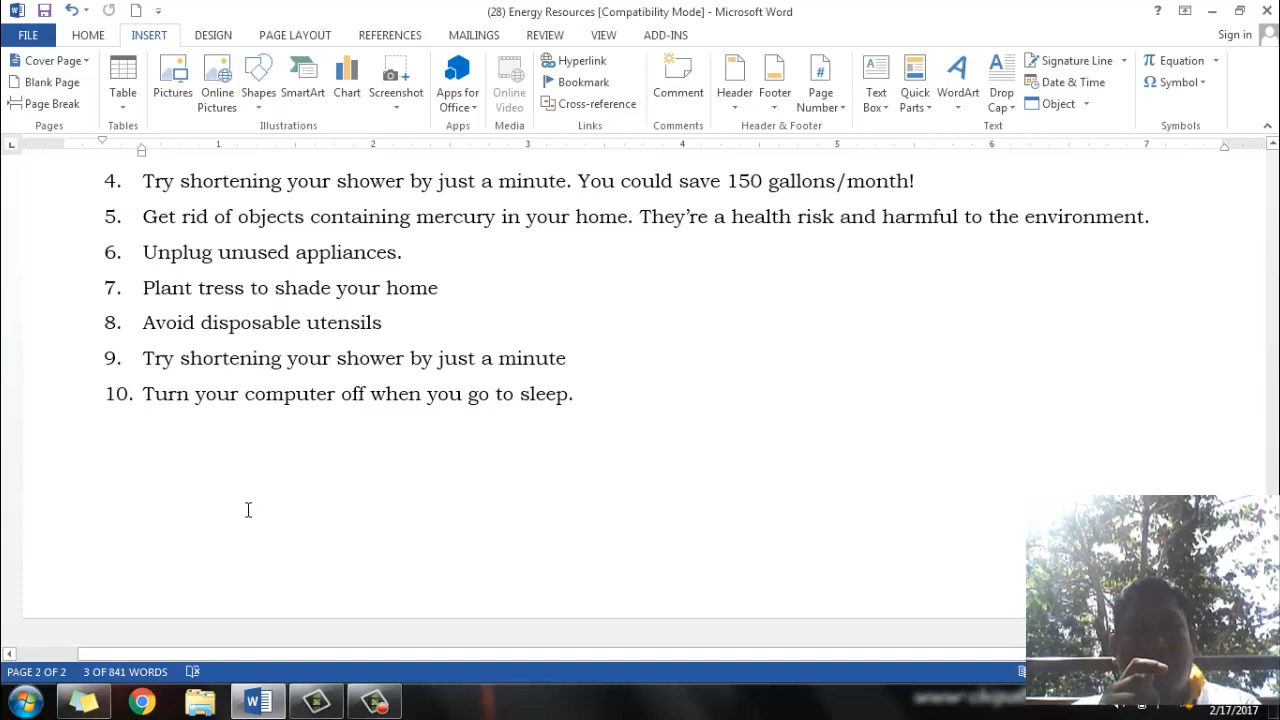 (28) Energy Resources [Compatibility Mode] - Microsoft Word
Sign in
FILE HOME INSERT DESIGN PAGE LAYOUT REFERENCES MAILINGS REVIEW VIEW ADD-INS
Cover Page
Blank Page
Page Break
Pages
Table
Tables
Pictures
Online Pictures
Shapes
SmartArt
Chart
Screenshot
Illustrations
Apps for Office
Apps
Online Video
Media
Hyperlink
Bookmark
Cross-reference
Links
Comment
Comments
Header
Footer
Page Number
Header & Footer
Text Box
Quick Parts
WordArt
Drop Cap
Signature Line
Date & Time
Object
Text
Equation
Symbol
Symbols
1 2 3 4 5 6 7
4. Try shortening your shower by just a minute. You could save 150 gallons/month!
5. Get rid of objects containing mercury in your home. They’re a health risk and harmful to the environment.
6. Unplug unused appliances.
7. Plant tress to shade your home
8. Avoid disposable utensils
9. Try shortening your shower by just a minute
10. Turn your computer off when you go to sleep.
PAGE 2 OF 2 3 OF 841 WORDS
2/17/2017